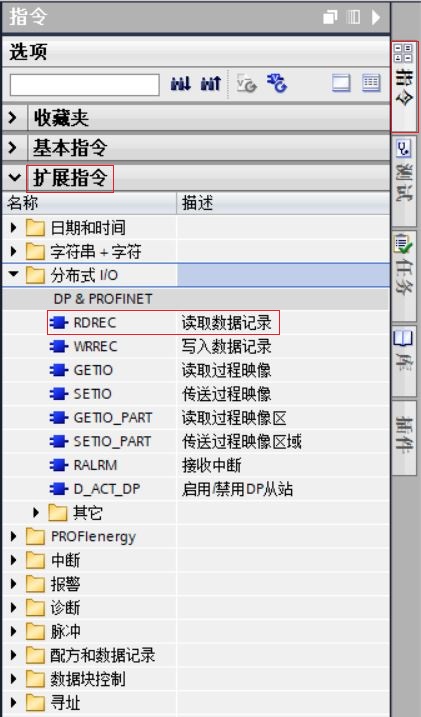 指令
选项
收藏夹
基本指令
扩展指令
名称 描述
日期和时间
字符串 + 字符
分布式 I/O
DP & PROFINET
RDREC 读取数据记录
WRREC 写入数据记录
GETIO 读取过程映像
SETIO 传送过程映像
GETIO_PART 读取过程映像区
SETIO_PART 传送过程映像区域
RALRM 接收中断
D_ACT_DP 启用/禁用DP从站
其它
PROFIenergy
中断
报警
诊断
脉冲
配方和数据记录
数据块控制
寻址
指令
测试
任务
库
插件